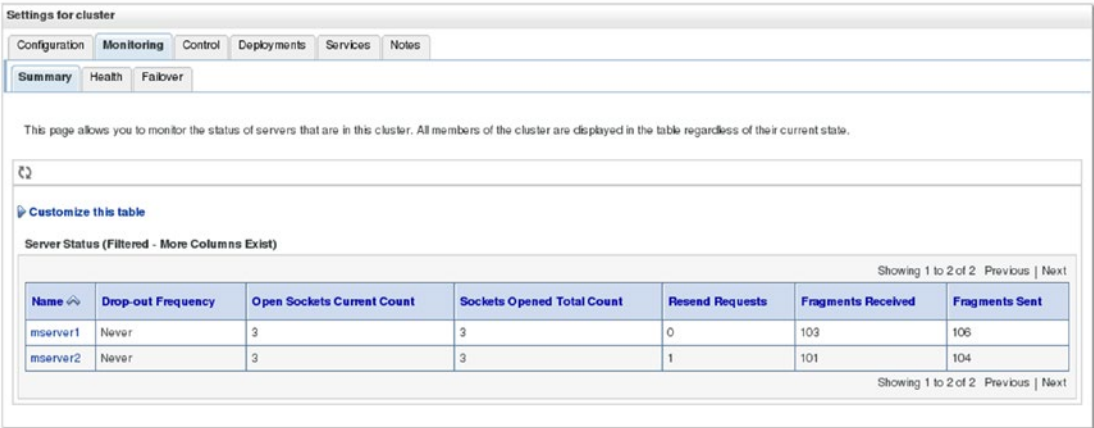 Settings for cluster
Configuration Monitoring Control Deployments Services Notes
Summary Health Failover
This page allows you to monitor the status of servers that are in this cluster. All members of the cluster are displayed in the table regardless of their current state.
Customize this table
Server Status (Filtered - More Columns Exist)
Showing 1 to 2 of 2 Previous | Next
Name Drop-out Frequency Open Sockets Current Count Sockets Opened Total Count Resend Requests Fragments Received Fragments Sent
mserver1 Never 3 3 0 103 106
mserver2 Never 3 3 1 101 104
Showing 1 to 2 of 2 Previous | Next